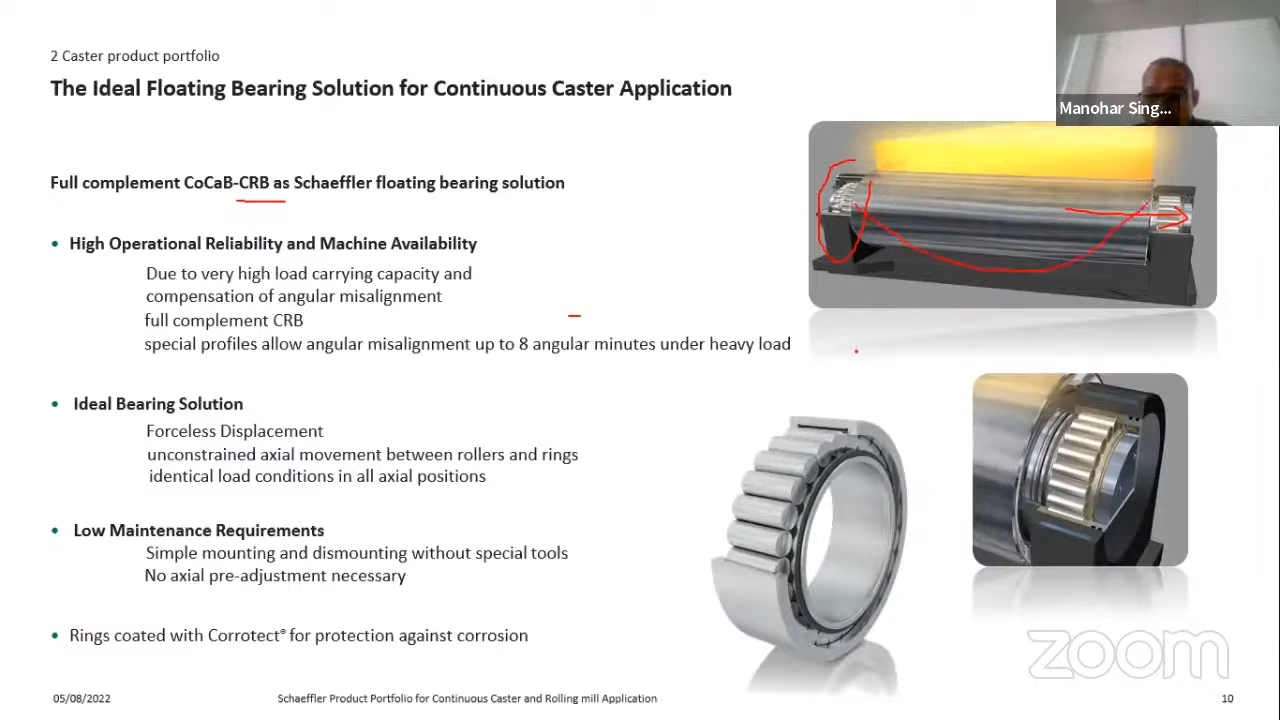 2 Caster product portfolio
The Ideal Floating Bearing Solution for Continuous Caster Application
Manohar Sing...
Full complement CoCaB-CRB as Schaeffler floating bearing solution
• High Operational Reliability and Machine Availability
Due to very high load carrying capacity and
compensation of angular misalignment
full complement CRB
special profiles allow angular misalignment up to 8 angular minutes under heavy load
• Ideal Bearing Solution
Forceless Displacement
unconstrained axial movement between rollers and rings
identical load conditions in all axial positions
• Low Maintenance Requirements
Simple mounting and dismounting without special tools
No axial pre-adjustment necessary
• Rings coated with Corrotect® for protection against corrosion
zoom
05/08/2022 Schaeffler Product Portfolio for Continuous Caster and Rolling mill Application 10